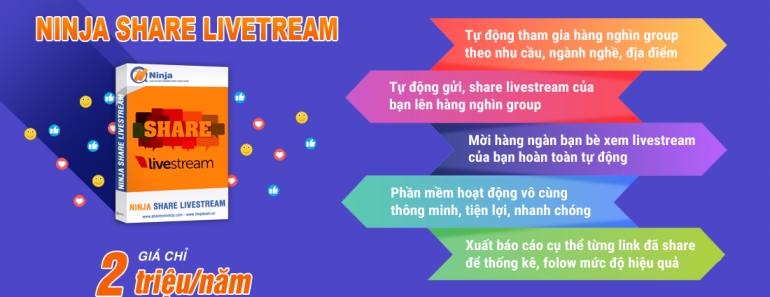 NINJA SHARE LIVETREAM
Ninja
SHARE
livestream
NINJA SHARE LIVESTREAM
NINJA SHARE LIVESTREAM
GIÁ CHỈ
2 triệu/năm
Tự động tham gia hàng nghìn group
theo nhu cầu, ngành nghề, địa điểm
Tự động gửi, share livestream của
bạn lên hàng nghìn group
Mời hàng ngàn bạn bè xem livestream
của bạn hoàn toàn tự động
Phần mềm hoạt động vô cùng
thông minh, tiện lợi, nhanh chóng
Xuất báo cáo cụ thể từng link đã share
để thống kê, folow mức độ hiệu quả